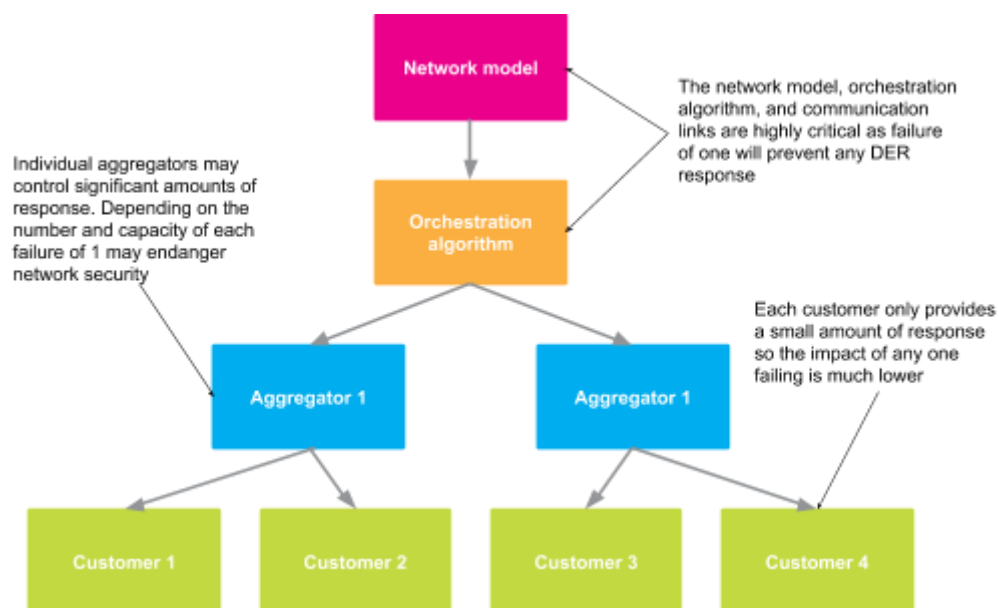 Network model
The network model, orchestration
algorithm, and communication
links are highly critical as failure
of one will prevent any DER
response
Individual aggregators may
control significant amounts of
response. Depending on the
number and capacity of each
failure of 1 may endanger
network security
Orchestration
algorithm
Each customer only provides
a small amount of response
so the impact of any one
failing is much lower
Aggregator 1
Aggregator 1
Customer 1
Customer 2
Customer 3
Customer 4